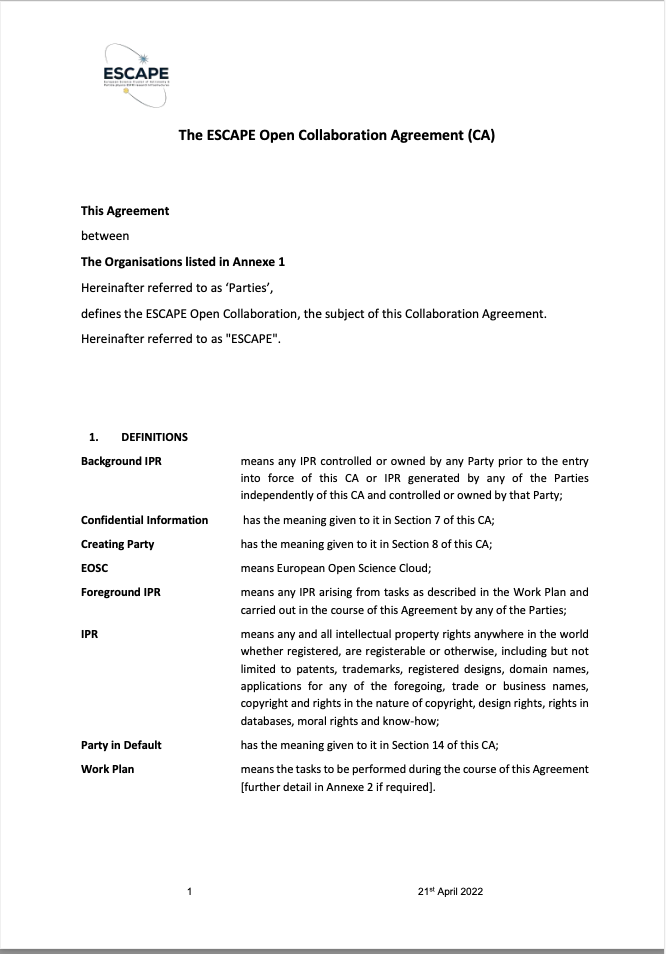 ESCAPE
The ESCAPE Open Collaboration Agreement (CA)
This Agreement
between
The Organisations listed in Annexe 1
Hereinafter referred to as ‘Parties’,
defines the ESCAPE Open Collaboration, the subject of this Collaboration Agreement.
Hereinafter referred to as "ESCAPE".
1. DEFINITIONS
Background IPR means any IPR controlled or owned by any Party prior to the entry
into force of this CA or IPR generated by any of the Parties
independently of this CA and controlled or owned by that Party;
Confidential Information has the meaning given to it in Section 7 of this CA;
Creating Party has the meaning given to it in Section 8 of this CA;
EOSC means European Open Science Cloud;
Foreground IPR means any IPR arising from tasks as described in the Work Plan and
carried out in the course of this Agreement by any of the Parties;
IPR means any and all intellectual property rights anywhere in the world
whether registered, are registerable or otherwise, including but not
limited to patents, trademarks, registered designs, domain names,
applications for any of the foregoing, trade or business names,
copyright and rights in the nature of copyright, design rights, rights in
databases, moral rights and know-how;
Party in Default has the meaning given to it in Section 14 of this CA;
Work Plan means the tasks to be performed during the course of this Agreement
[further detail in Annexe 2 if required].
1 21st April 2022